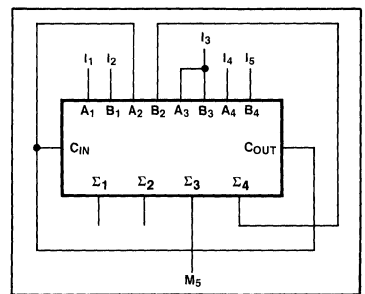 I3
I1 I2 I4 I5
A1 B1 A2 B2 A3 B3 A4 B4
CIN COUT
Σ1 Σ2 Σ3 Σ4
M5